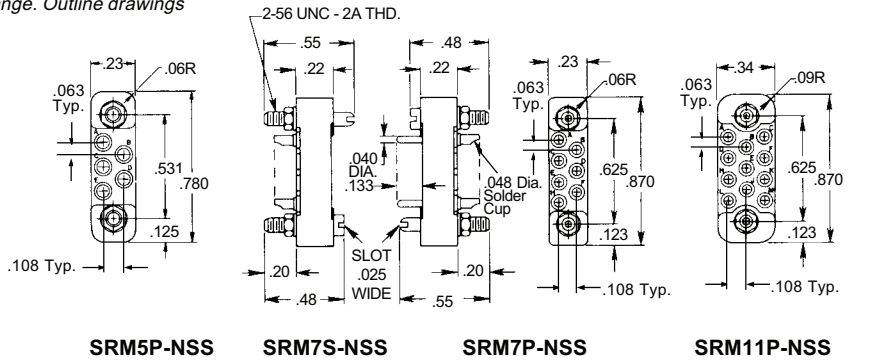 nge. Outline drawings
2-56 UNC - 2A THD.
.55
.48
.23
.06R
.22
.22
.23
.06R
.34
.09R
.063
Typ.
.063
Typ.
.063
Typ.
A
B
C
E
A
B
D
F
H
A
C
B
D
F
.531
.780
.040
DIA.
.133
.048 Dia.
Solder
Cup
.625
.870
.625
.870
.125
.123
.123
SLOT
.025
WIDE
.108 Typ.
.20
.20
.108 Typ.
.108 Typ.
.48
.55
SRM5P-NSS
SRM7S-NSS
SRM7P-NSS
SRM11P-NSS